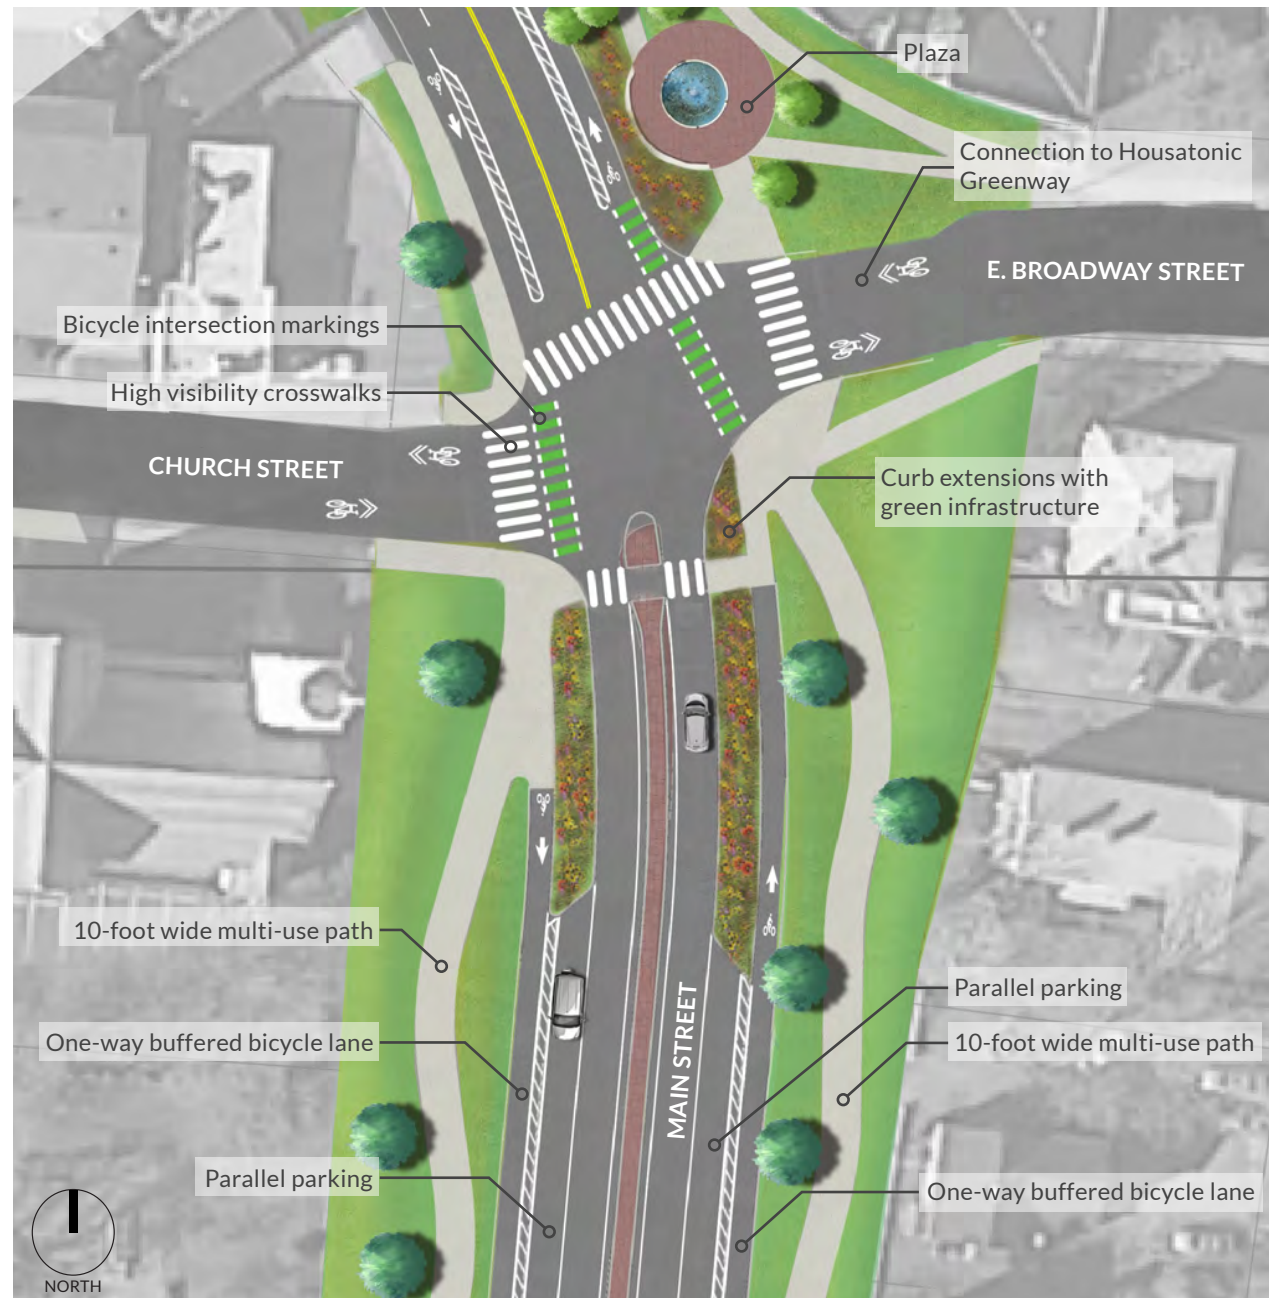 Plaza
Connection to Housatonic
Greenway
E. BROADWAY STREET
Bicycle intersection markings
High visibility crosswalks
CHURCH STREET
Curb extensions with
green infrastructure
10-foot wide multi-use path
Parallel parking
One-way buffered bicycle lane
10-foot wide multi-use path
MAIN STREET
Parallel parking
One-way buffered bicycle lane
NORTH